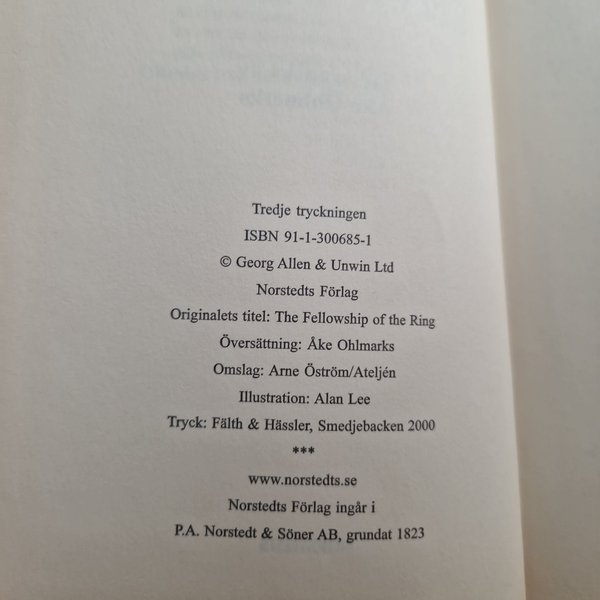 Tredje tryckningen
ISBN 91-1-300685-1
© Georg Allen & Unwin Ltd
Norstedts Förlag
Originalets titel: The Fellowship of the Ring
Översättning: Åke Ohlmarks
Omslag: Arne Öström/Ateljén
Illustration: Alan Lee
Tryck: Fälth & Hässler, Smedjebacken 2000
***
www.norstedts.se
Norstedts Förlag ingår i
P.A. Norstedt & Söner AB, grundat 1823